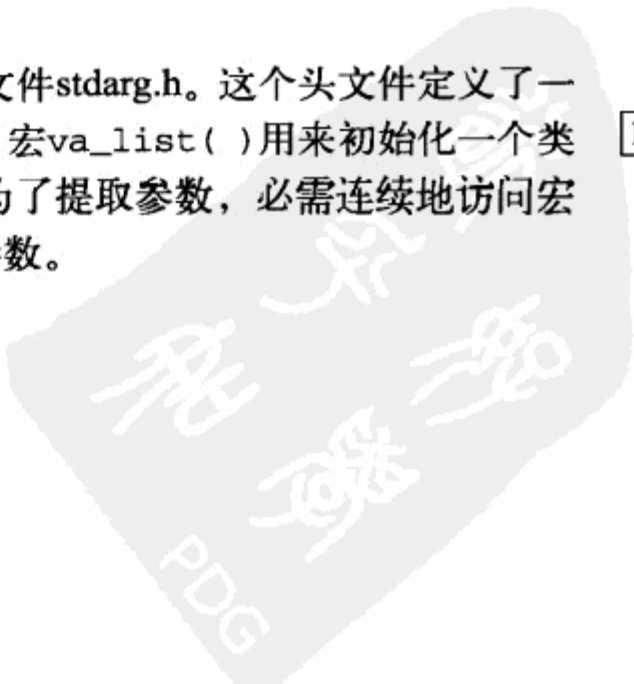 文件stdarg.h。这个头文件定义了一
宏va_list( )用来初始化一个类
为了提取参数，必需连续地访问宏
数。
PDG